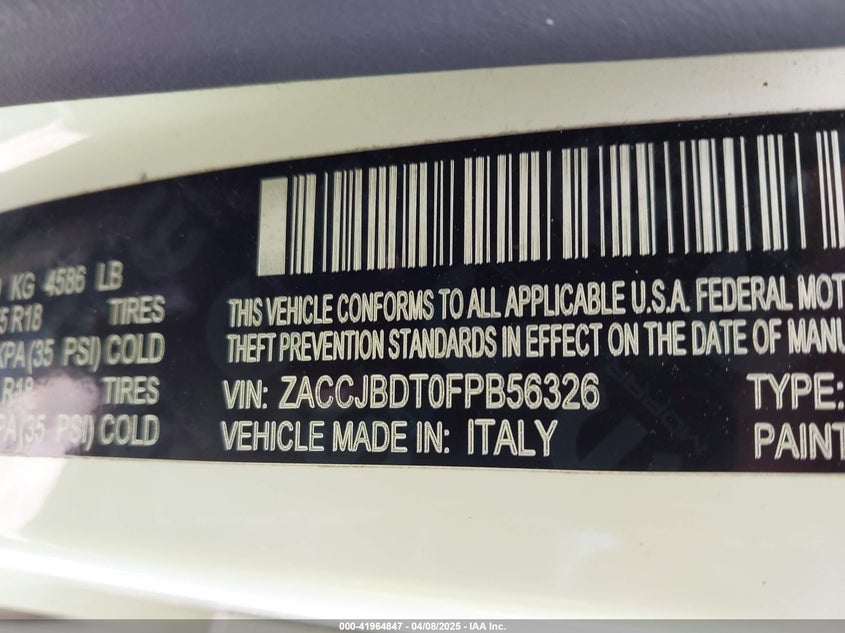 KG 4586 LB
R18 TIRES
KPA (35 PSI) COLD
R18 TIRES
(35 PSI) COLD
THIS VEHICLE CONFORMS TO ALL APPLICABLE U.S.A. FEDERAL MOT
THEFT PREVENTION STANDARDS IN EFFECT ON THE DATE OF MANU
VIN: ZACCJBDT0FPB56326 TYPE:
VEHICLE MADE IN: ITALY PAINT
000-41964847 - 04/08/2025 - IAA Inc.